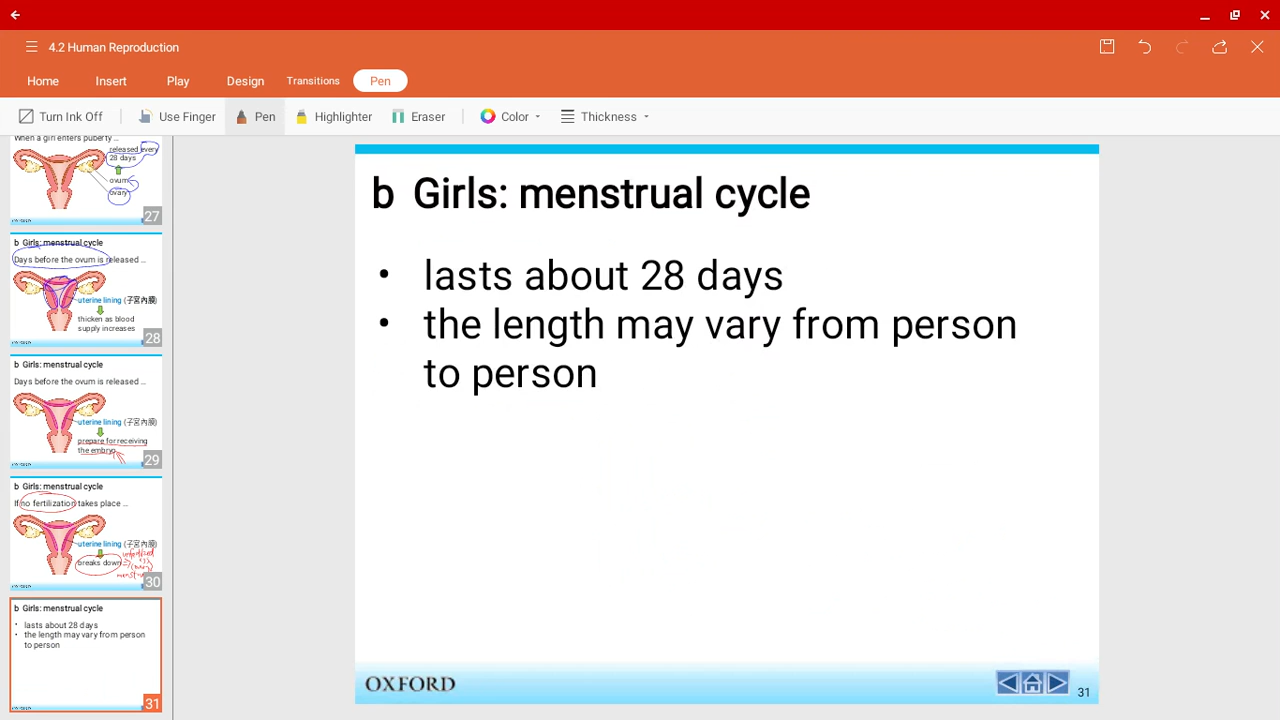 4.2 Human Reproduction
Home Insert Play Design Transitions Pen
Turn Ink Off Use Finger Pen Highlighter Eraser Color Thickness
When a girl enters puberty ...
released every
28 days
ovum
ovary
27
b Girls: menstrual cycle
Days before the ovum is released ...
uterine lining (子宮內膜)
thicken as blood
supply increases
28
b Girls: menstrual cycle
Days before the ovum is released ...
uterine lining (子宮內膜)
prepare for receiving
the embryo
29
b Girls: menstrual cycle
If no fertilization takes place ...
uterine lining (子宮內膜)
breaks down
30
b Girls: menstrual cycle
• lasts about 28 days
• the length may vary from person
to person
31
b Girls: menstrual cycle
• lasts about 28 days
• the length may vary from person
to person
OXFORD
31